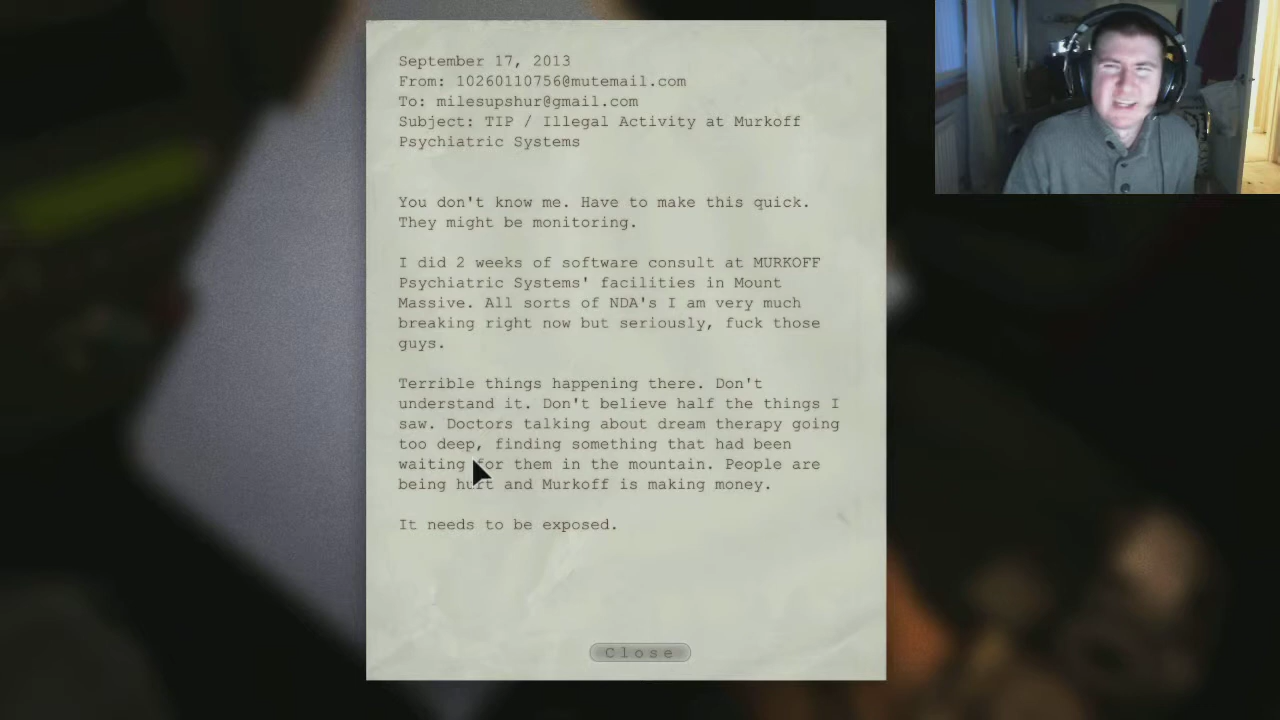 September 17, 2013
From: 10260110756@mutemail.com
To: milesupshur@gmail.com
Subject: TIP / Illegal Activity at Murkoff
Psychiatric Systems
You don't know me. Have to make this quick.
They might be monitoring.
I did 2 weeks of software consult at MURKOFF
Psychiatric Systems' facilities in Mount
Massive. All sorts of NDA's I am very much
breaking right now but seriously, fuck those
guys.
Terrible things happening there. Don't
understand it. Don't believe half the things I
saw. Doctors talking about dream therapy going
too deep, finding something that had been
waiting for them in the mountain. People are
being hurt and Murkoff is making money.
It needs to be exposed.
Close